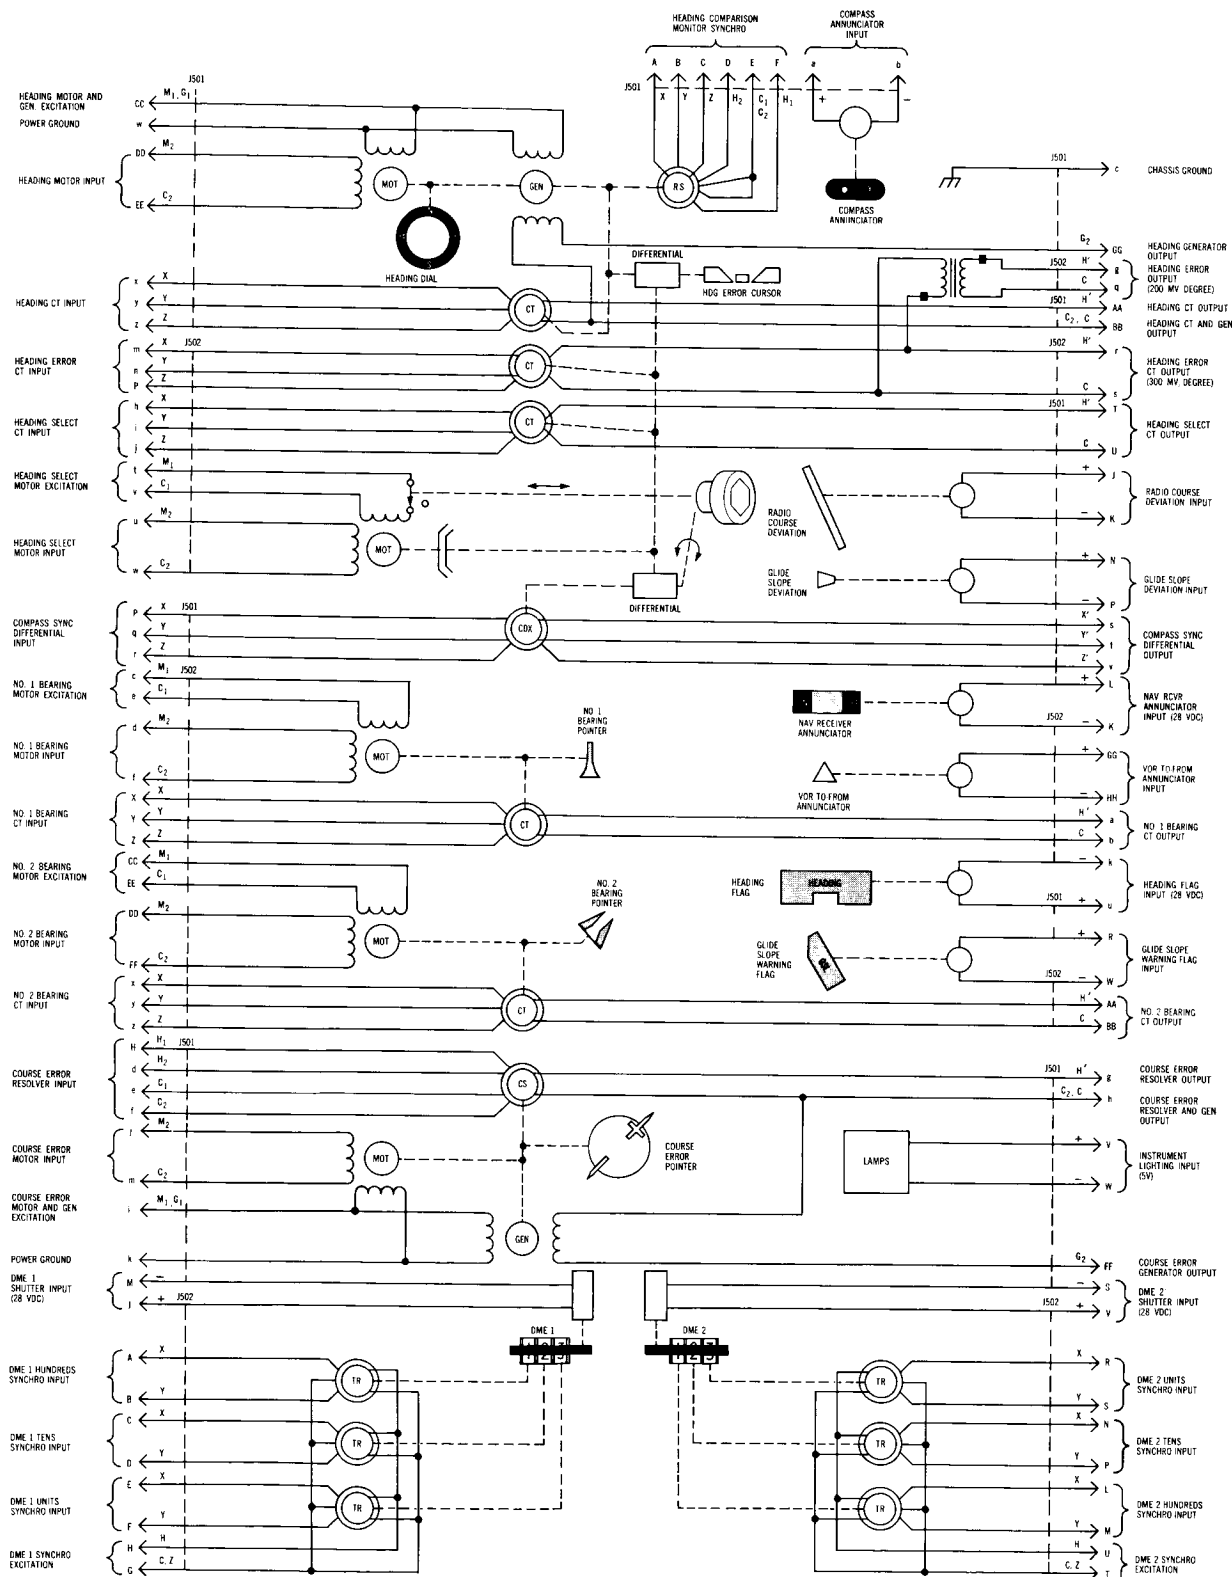 HEADING COMPARISON
MONITOR SYNCHRO
A B C D E F
J501
X Y Z H2 C1 C2 H1
COMPASS
ANNUNCIATOR
INPUT
a b
+ −
COMPASS
ANNUNCIATOR
J501
HEADING MOTOR AND
GEN. EXCITATION
CC M1, G1
POWER GROUND
w
HEADING MOTOR INPUT
DD M2
EE C2
MOT
GEN
RS
HEADING DIAL
J501
c CHASSIS GROUND
DIFFERENTIAL
HDG ERROR CURSOR
G2 GG
HEADING GENERATOR
OUTPUT
J502
H' g
C q
HEADING ERROR
OUTPUT
(200 MV DEGREE)
J501
H' AA
HEADING CT OUTPUT
C2, C BB
HEADING CT AND GEN
OUTPUT
HEADING CT INPUT
x X
y Y
z Z
CT
J502
HEADING ERROR
CT INPUT
m X
n Y
p Z
CT
J502
H' r
C s
HEADING ERROR
CT OUTPUT
(300 MV, DEGREE)
HEADING SELECT
CT INPUT
h X
i Y
j Z
CT
J501
H' T
C U
HEADING SELECT
CT OUTPUT
HEADING SELECT
MOTOR EXCITATION
t M1
v C1
HEADING SELECT
MOTOR INPUT
u M2
w C2
MOT
DIFFERENTIAL
RADIO
COURSE
DEVIATION
+ J
− K
RADIO COURSE
DEVIATION INPUT
GLIDE
SLOPE
DEVIATION
+ N
− P
GLIDE SLOPE
DEVIATION INPUT
COMPASS SYNC
DIFFERENTIAL
INPUT
J501
p X
q Y
r Z
CDX
X' s
Y' t
Z' v
COMPASS SYNC
DIFFERENTIAL
OUTPUT
NO. 1 BEARING
MOTOR EXCITATION
J502
c M1
e C1
NO. 1 BEARING
MOTOR INPUT
d M2
f C2
MOT
NO. 1
BEARING
POINTER
NAV RECEIVER
ANNUNCIATOR
+ L
J502
− K
NAV RCVR
ANNUNCIATOR
INPUT (28 VDC)
VOR TO-FROM
ANNUNCIATOR
+ GG
− HH
VOR TO-FROM
ANNUNCIATOR
INPUT
NO. 1 BEARING
CT INPUT
X X
Y Y
Z Z
CT
H' a
C b
NO. 1 BEARING
CT OUTPUT
NO. 2 BEARING
MOTOR EXCITATION
CC M1
EE C1
NO. 2 BEARING
MOTOR INPUT
DD M2
FF C2
MOT
NO. 2
BEARING
POINTER
HEADING
FLAG
HEADING
− k
J501
+ u
HEADING FLAG
INPUT (28 VDC)
GLIDE
SLOPE
WARNING
FLAG
+ R
J502
− W
GLIDE SLOPE
WARNING FLAG
INPUT
NO. 2 BEARING
CT INPUT
x X
y Y
z Z
CT
H' AA
C BB
NO. 2 BEARING
CT OUTPUT
COURSE ERROR
RESOLVER INPUT
J501
H H1
d H2
e C1
f C2
CS
J501
H' g
COURSE ERROR
RESOLVER OUTPUT
C2, C h
COURSE ERROR
RESOLVER AND GEN
OUTPUT
COURSE ERROR
MOTOR INPUT
M2
m C2
MOT
COURSE
ERROR
POINTER
LAMPS
+ V
− W
INSTRUMENT
LIGHTING INPUT
(5V)
COURSE ERROR
MOTOR AND GEN
EXCITATION
i M1, G1
GEN
POWER GROUND
k
G2 FF
COURSE ERROR
GENERATOR OUTPUT
DME 1
SHUTTER INPUT
(28 VDC)
M −
J502
J +
− S
J502
+ V
DME 2
SHUTTER INPUT
(28 VDC)
DME 1
1 2 3
DME 2
1 2 3
DME 1 HUNDREDS
SYNCHRO INPUT
A X
B Y
TR
TR
X R
Y S
DME 2 UNITS
SYNCHRO INPUT
DME 1 TENS
SYNCHRO INPUT
C X
D Y
TR
TR
X N
Y P
DME 2 TENS
SYNCHRO INPUT
DME 1 UNITS
SYNCHRO INPUT
E X
F Y
TR
TR
X L
Y M
DME 2 HUNDREDS
SYNCHRO INPUT
DME 1 SYNCHRO
EXCITATION
H H
G C, Z
H U
C, Z T
DME 2 SYNCHRO
EXCITATION